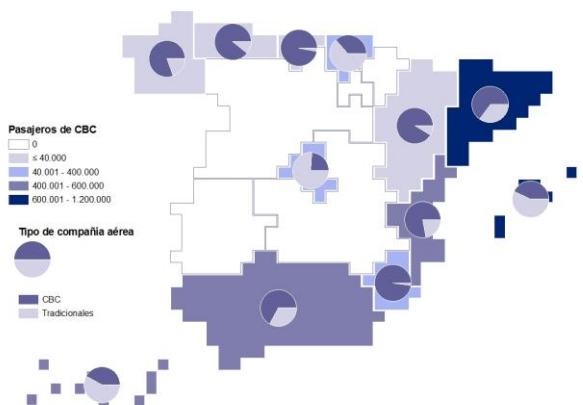 Pasajeros de CBC
0
≤ 40.000
40.001 - 400.000
400.001 - 600.000
600.001 - 1.200.000
Tipo de compañia aérea
CBC
Tradicionales